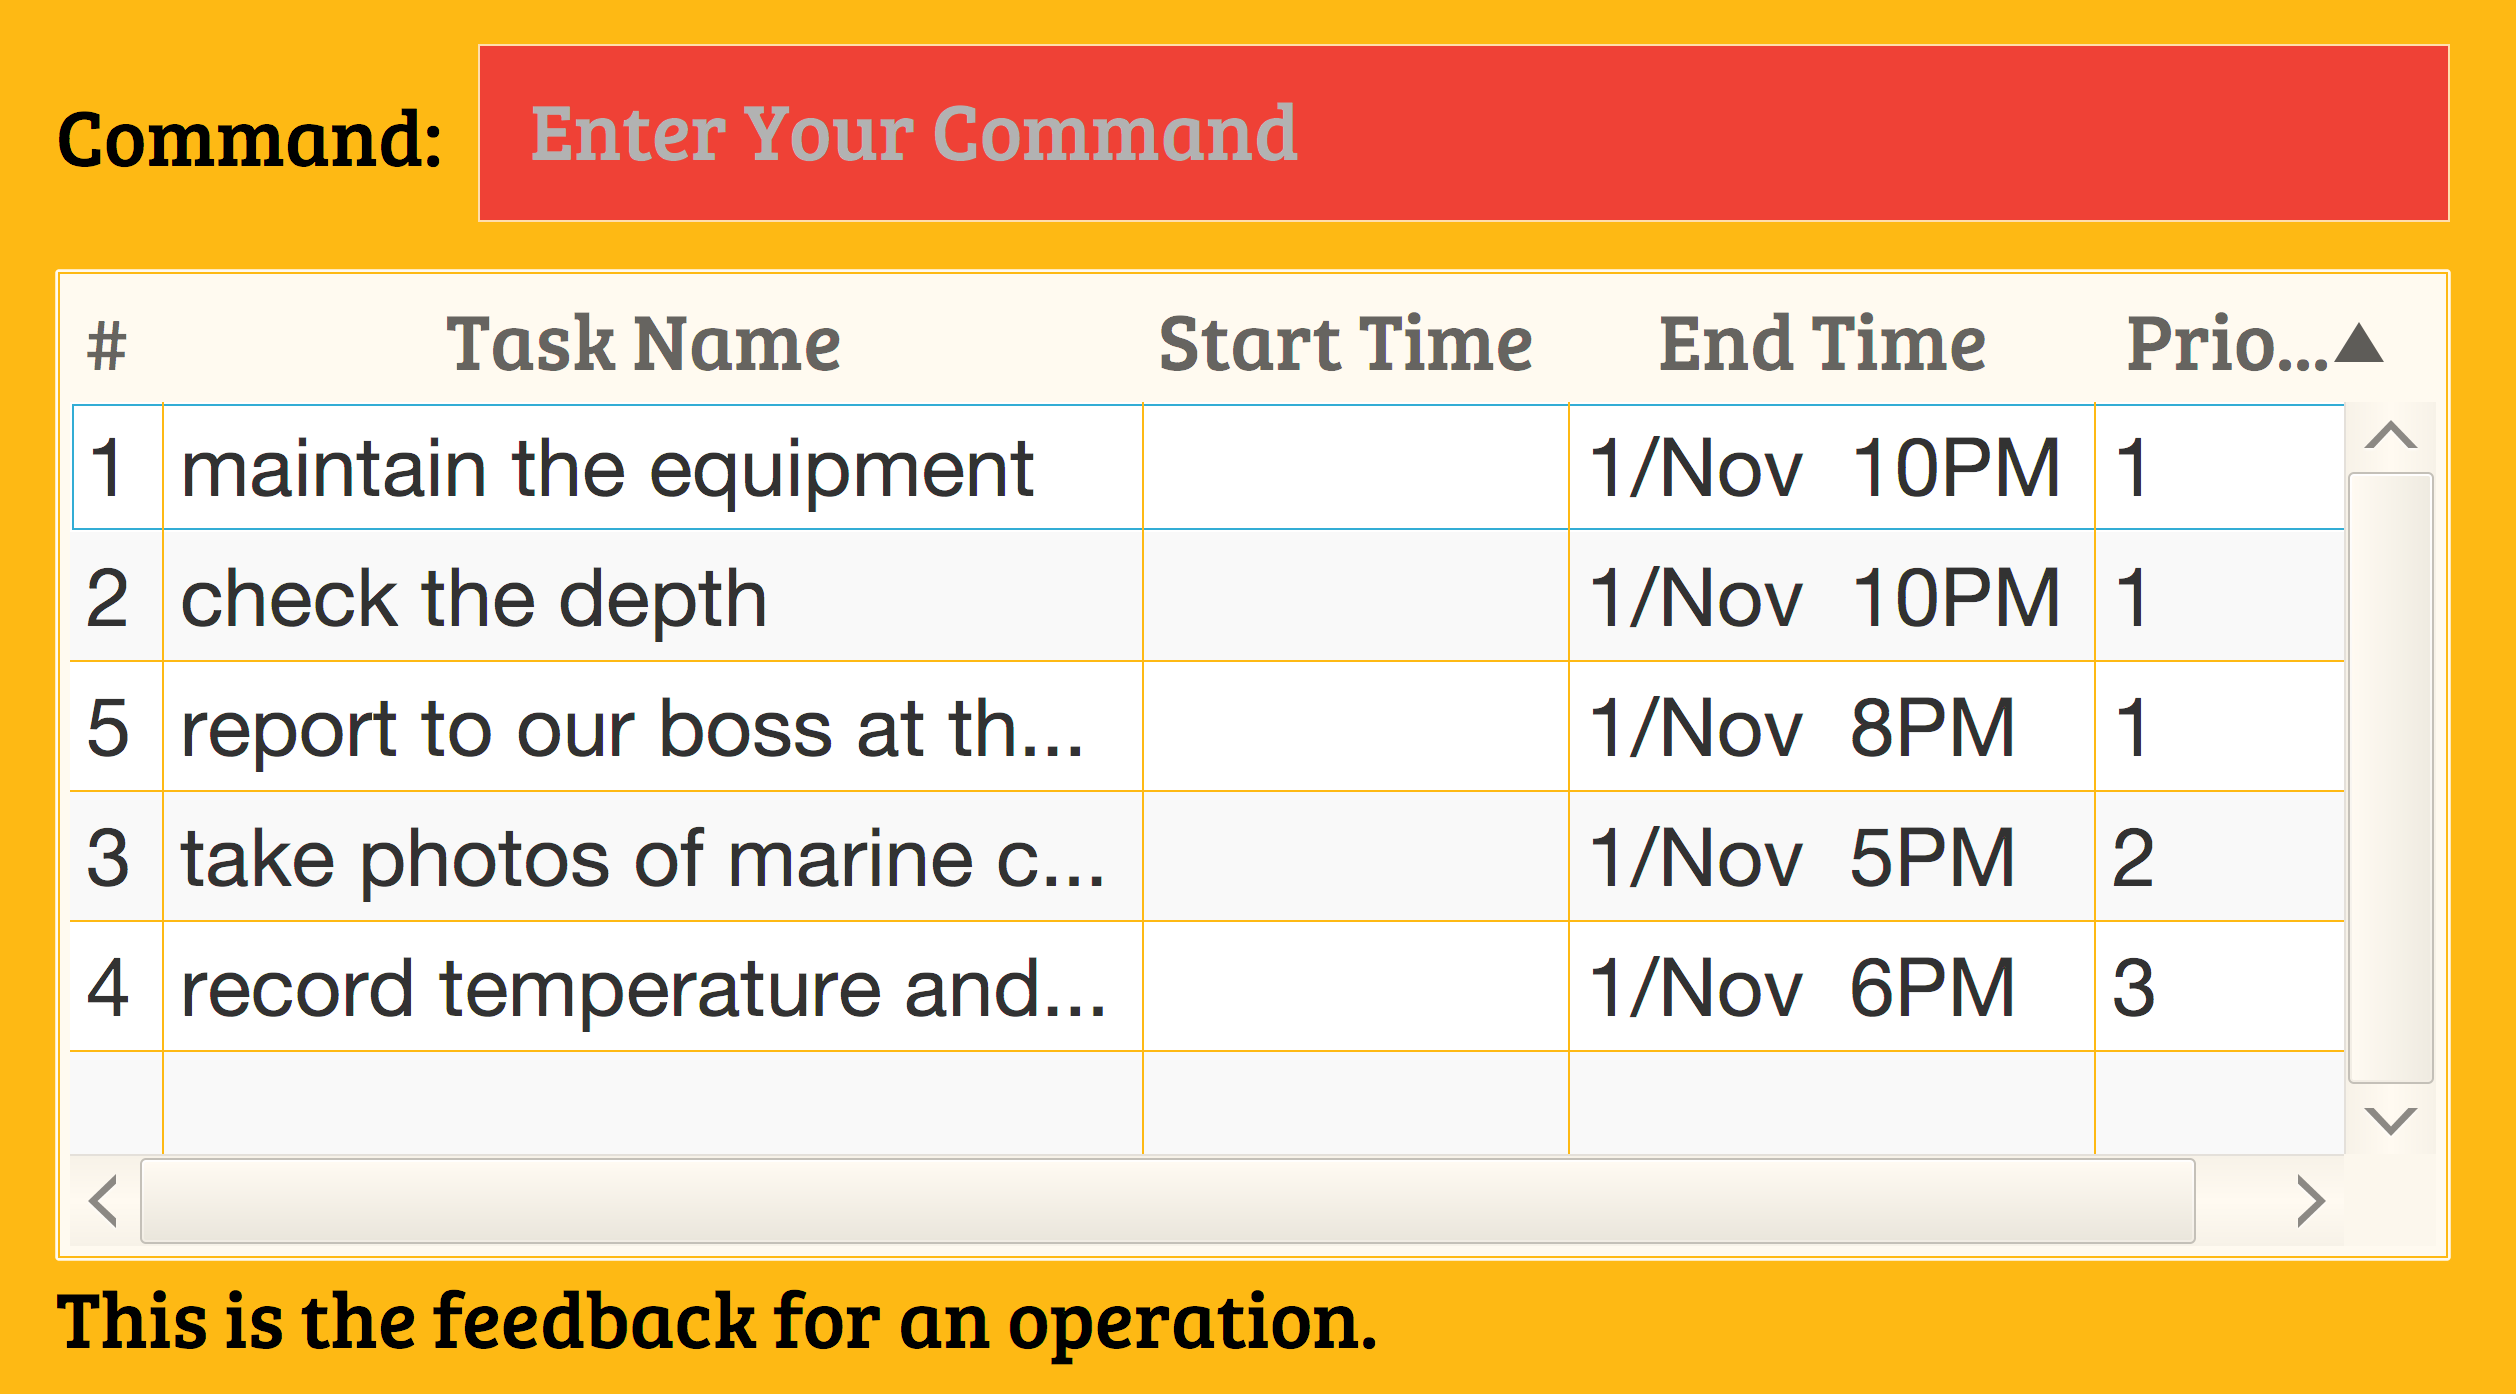 Command: Enter Your Command
# Task Name Start Time End Time Prio...▲
1 maintain the equipment 1/Nov 10PM 1
2 check the depth 1/Nov 10PM 1
5 report to our boss at th... 1/Nov 8PM 1
3 take photos of marine c... 1/Nov 5PM 2
4 record temperature and... 1/Nov 6PM 3
This is the feedback for an operation.